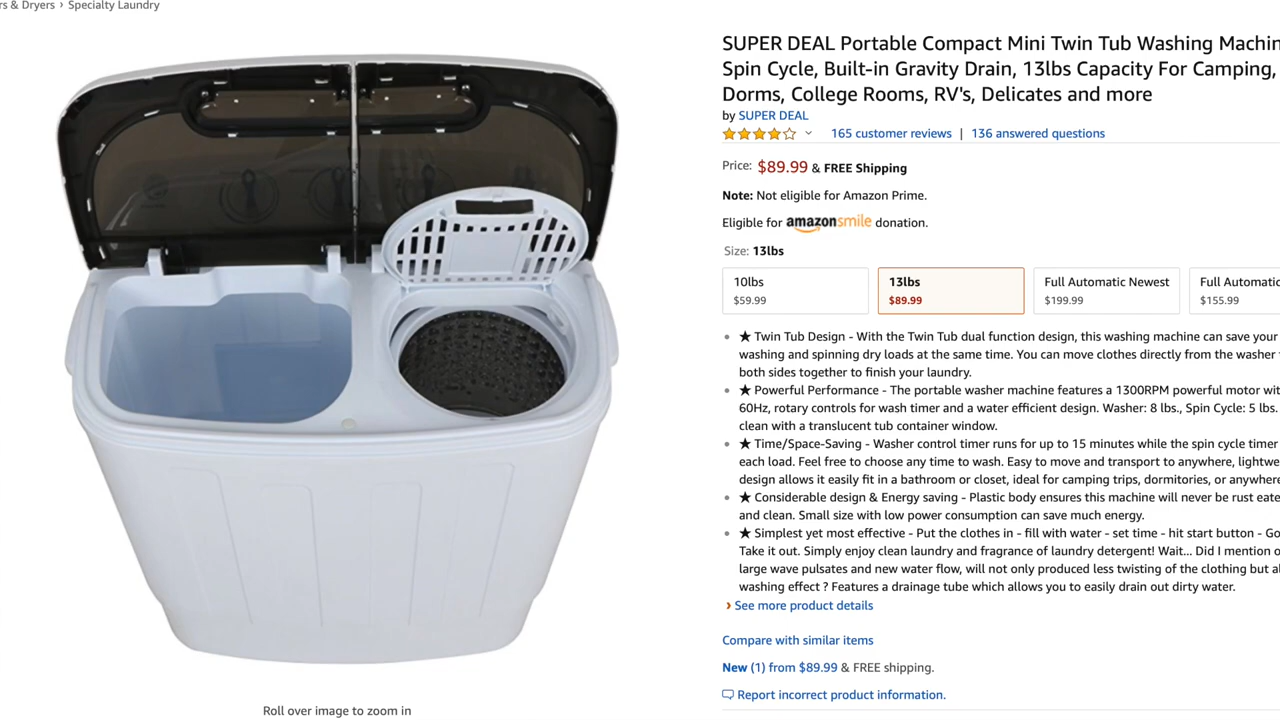 rs & Dryers › Specialty Laundry
SUPER DEAL Portable Compact Mini Twin Tub Washing Machin
Spin Cycle, Built-in Gravity Drain, 13lbs Capacity For Camping,
Dorms, College Rooms, RV's, Delicates and more
by SUPER DEAL
165 customer reviews | 136 answered questions
Price: $89.99 & FREE Shipping
Note: Not eligible for Amazon Prime.
Eligible for amazonsmile donation.
Size: 13lbs
10lbs 13lbs Full Automatic Newest Full Automatic
$59.99 $89.99 $199.99 $155.99
★ Twin Tub Design - With the Twin Tub dual function design, this washing machine can save your
washing and spinning dry loads at the same time. You can move clothes directly from the washer
both sides together to finish your laundry.
★ Powerful Performance - The portable washer machine features a 1300RPM powerful motor wit
60Hz, rotary controls for wash timer and a water efficient design. Washer: 8 lbs., Spin Cycle: 5 lbs.
clean with a translucent tub container window.
★ Time/Space-Saving - Washer control timer runs for up to 15 minutes while the spin cycle timer
each load. Feel free to choose any time to wash. Easy to move and transport to anywhere, lightwe
design allows it easily fit in a bathroom or closet, ideal for camping trips, dormitories, or anywhere
★ Considerable design & Energy saving - Plastic body ensures this machine will never be rust eate
and clean. Small size with low power consumption can save much energy.
★ Simplest yet most effective - Put the clothes in - fill with water - set time - hit start button - Go
Take it out. Simply enjoy clean laundry and fragrance of laundry detergent! Wait... Did I mention o
large wave pulsates and new water flow, will not only produced less twisting of the clothing but al
washing effect ? Features a drainage tube which allows you to easily drain out dirty water.
› See more product details
Compare with similar items
New (1) from $89.99 & FREE shipping.
Report incorrect product information.
Roll over image to zoom in